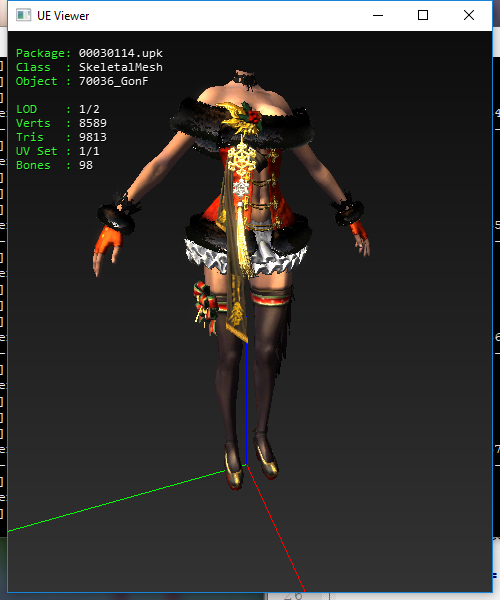 UE Viewer
Package: 00030114.upk
Class : SkeletalMesh
Object : 70036_GonF
LOD : 1/2
Verts : 8589
Tris : 9813
UV Set : 1/1
Bones : 98